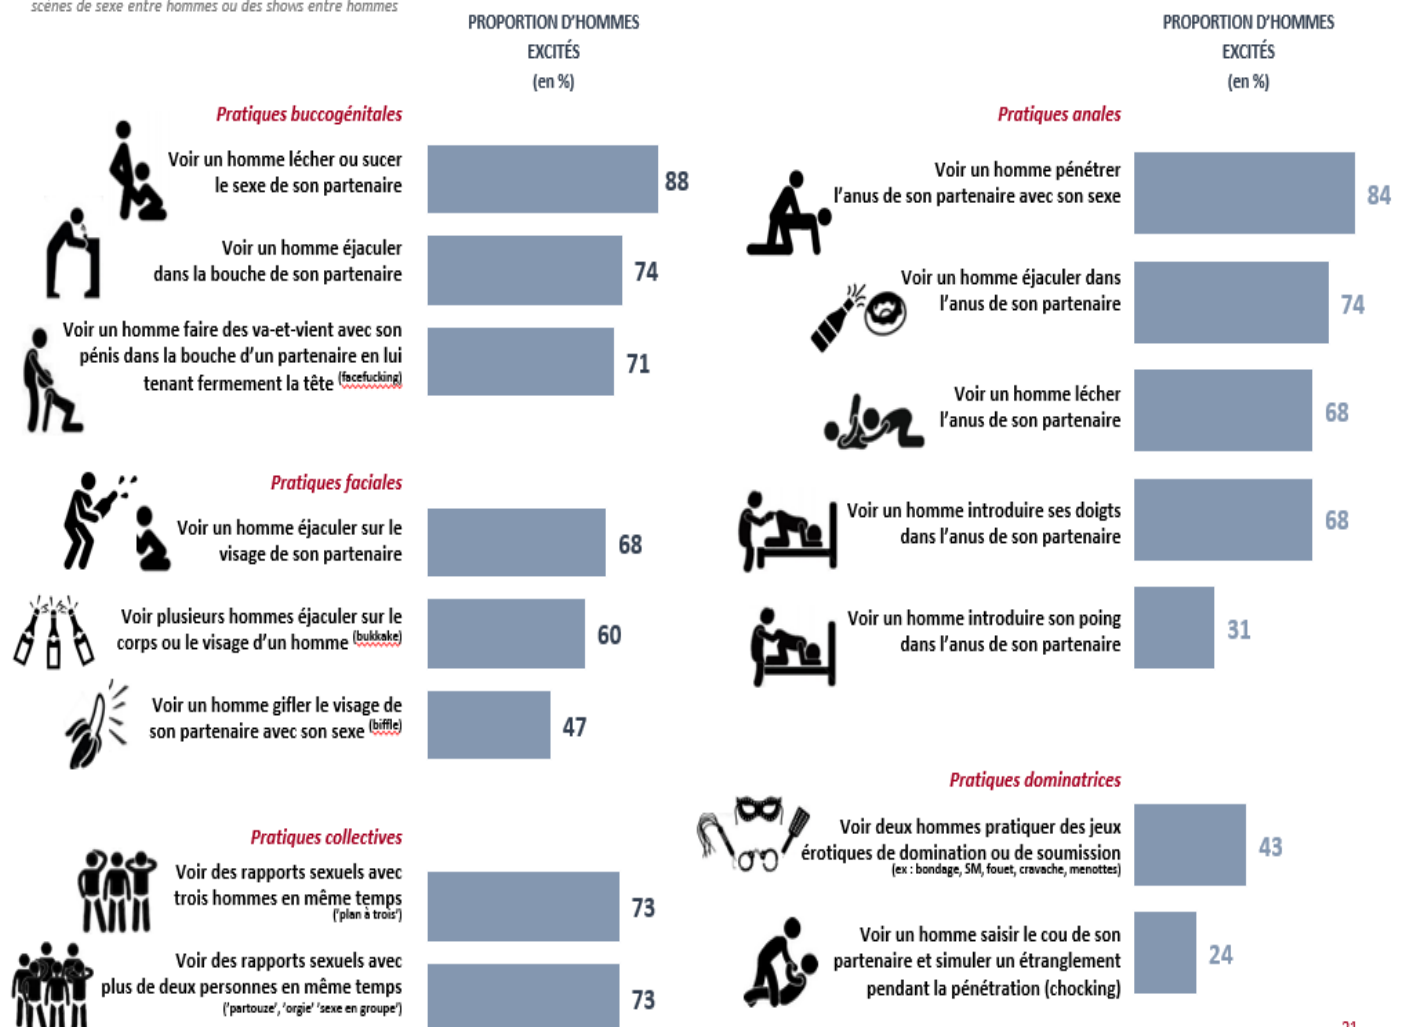 scènes de sexe entre hommes ou des shows entre hommes
PROPORTION D'HOMMES
EXCITÉS
(en %)
Pratiques buccogénitales
Voir un homme lécher ou sucer
le sexe de son partenaire
88
Voir un homme éjaculer
dans la bouche de son partenaire
74
Voir un homme faire des va-et-vient avec son
pénis dans la bouche d'un partenaire en lui
tenant fermement la tête (facefucking)
71
Pratiques faciales
Voir un homme éjaculer sur le
visage de son partenaire
68
Voir plusieurs hommes éjaculer sur le
corps ou le visage d'un homme (bukkake)
60
Voir un homme gifler le visage de
son partenaire avec son sexe (biffle)
47
Pratiques collectives
Voir des rapports sexuels avec
trois hommes en même temps
('plan à trois')
73
Voir des rapports sexuels avec
plus de deux personnes en même temps
('partouze', 'orgie' 'sexe en groupe')
73
PROPORTION D'HOMMES
EXCITÉS
(en %)
Pratiques anales
Voir un homme pénétrer
l'anus de son partenaire avec son sexe
84
Voir un homme éjaculer dans
l'anus de son partenaire
74
Voir un homme lécher
l'anus de son partenaire
68
Voir un homme introduire ses doigts
dans l'anus de son partenaire
68
Voir un homme introduire son poing
dans l'anus de son partenaire
31
Pratiques dominatrices
Voir deux hommes pratiquer des jeux
érotiques de domination ou de soumission
(ex : bondage, SM, fouet, cravache, menottes)
43
Voir un homme saisir le cou de son
partenaire et simuler un étranglement
pendant la pénétration (chocking)
24